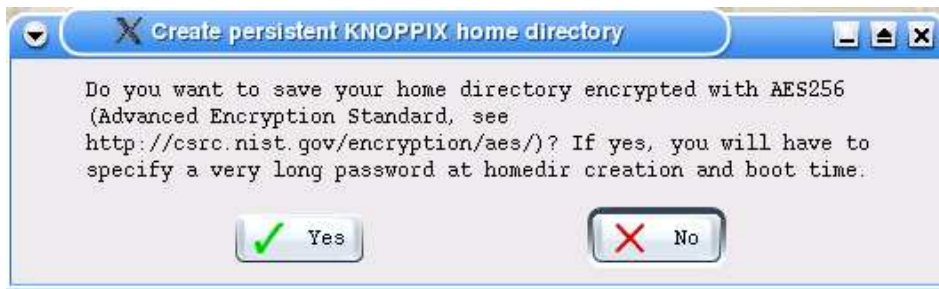 Create persistent KNOPPIX home directory
Do you want to save your home directory encrypted with AES256
(Advanced Encryption Standard, see
http://csrc.nist.gov/encryption/aes/)? If yes, you will have to
specify a very long password at homedir creation and boot time.
Yes No